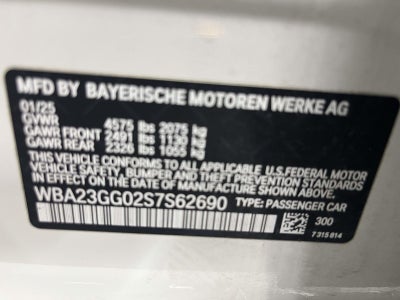 MFD BY BAYERISCHE MOTOREN WERKE AG
01/25
GVWR 4575 lbs 2075 kg
GAWR FRONT 2491 lbs 1130 kg
GAWR REAR 2326 lbs 1055 kg
THIS VEHICLE CONFORMS TO ALL APPLICABLE U.S.FEDERAL MOTOR
VEHICLE SAFETY, BUMPER AND THEFT PREVENTION STANDARDS
IN EFFECT ON THE DATE OF MANUFACTURE SHOWN ABOVE.
WBA23GG02S7S62690 TYPE: PASSENGER CAR
300
7 315 814